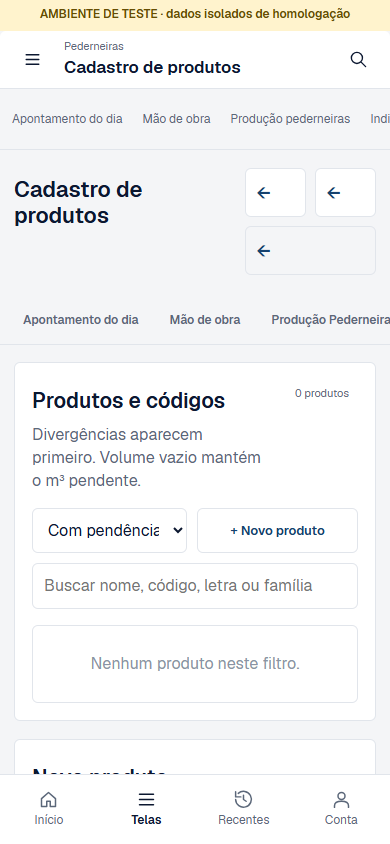 AMBIENTE DE TESTE · dados isolados de homologação
Pederneiras
Cadastro de produtos
Apontamento do dia Mão de obra Produção pederneiras Indi
Cadastro de
produtos
Apontamento do dia Mão de obra Produção Pederneira
Produtos e códigos
0 produtos
Divergências aparecem
primeiro. Volume vazio mantém
o m³ pendente.
Com pendência
+ Novo produto
Buscar nome, código, letra ou família
Nenhum produto neste filtro.
Novo produto
Início Telas Recentes Conta